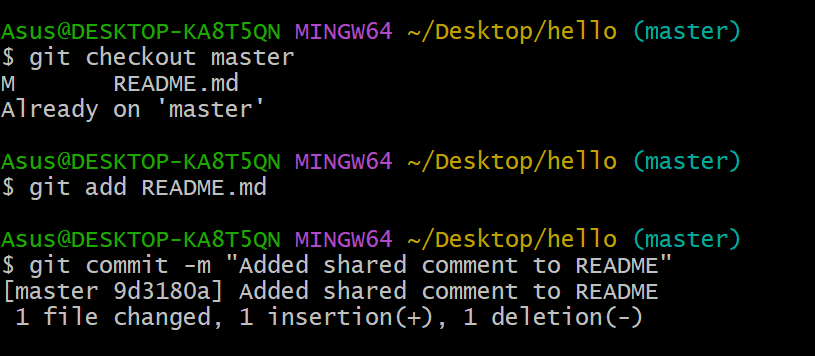 Asus@DESKTOP-KA8T5QN MINGW64 ~/Desktop/hello (master)
$ git checkout master
M       README.md
Already on 'master'
Asus@DESKTOP-KA8T5QN MINGW64 ~/Desktop/hello (master)
$ git add README.md
Asus@DESKTOP-KA8T5QN MINGW64 ~/Desktop/hello (master)
$ git commit -m "Added shared comment to README"
[master 9d3180a] Added shared comment to README
 1 file changed, 1 insertion(+), 1 deletion(-)